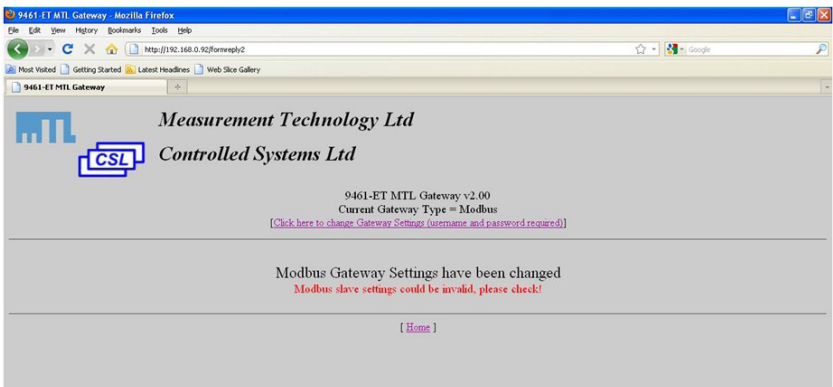 9461-ET MTL Gateway - Mozilla Firefox
File Edit View History Bookmarks Tools Help
http://192.168.0.92/formreply2
Google
Most Visited Getting Started Latest Headlines Web Slice Gallery
9461-ET MTL Gateway
MTL
CSL
Measurement Technology Ltd
Controlled Systems Ltd
9461-ET MTL Gateway v2.00
Current Gateway Type = Modbus
[Click here to change Gateway Settings (username and password required)]
Modbus Gateway Settings have been changed
Modbus slave settings could be invalid, please check!
[ Home ]